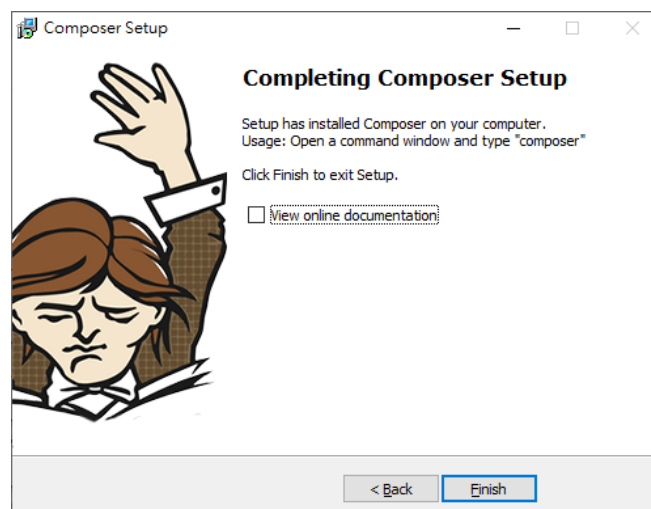 Composer Setup
Completing Composer Setup
Setup has installed Composer on your computer.
Usage: Open a command window and type "composer"
Click Finish to exit Setup.
View online documentation
< Back
Finish